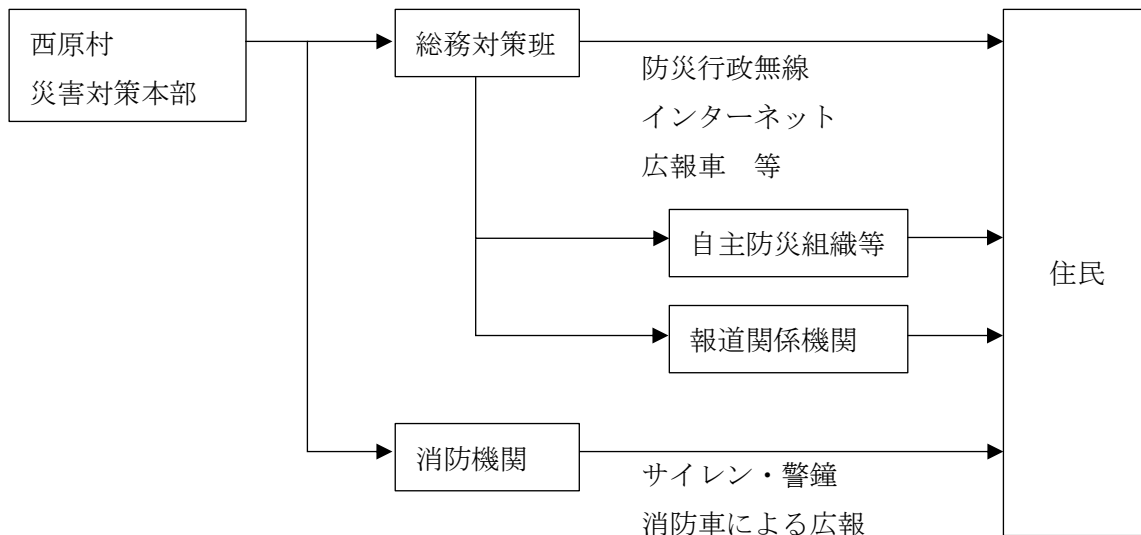 西原村
災害対策本部
総務対策班
防災行政無線
インターネット
広報車　等
自主防災組織等
報道関係機関
住民
消防機関
サイレン・警鐘
消防車による広報